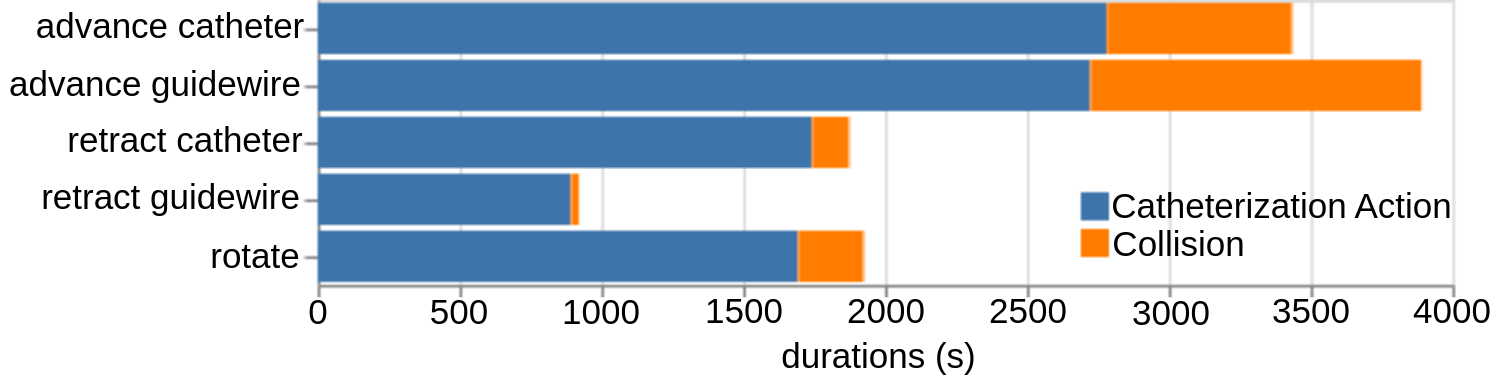 advance catheter
advance guidewire
retract catheter
retract guidewire
rotate
Catheterization Action
Collision
0 500 1000 1500 2000 2500 3000 3500 4000
durations (s)